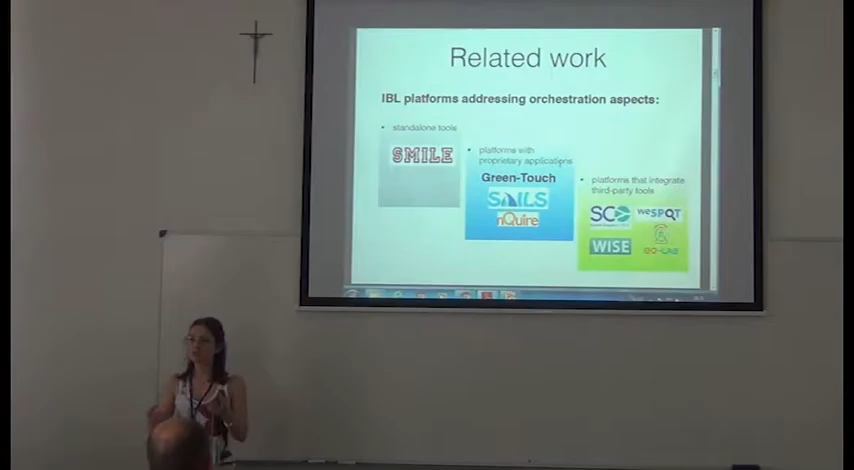 Related work
IBL platforms addressing orchestration aspects:
• standalone tools
SMILE
• platforms with
proprietary applications
Green-Touch
SAILS
nQuire
• platforms that integrate
third-party tools
SCY
weSPOT
WISE
GO-LAB